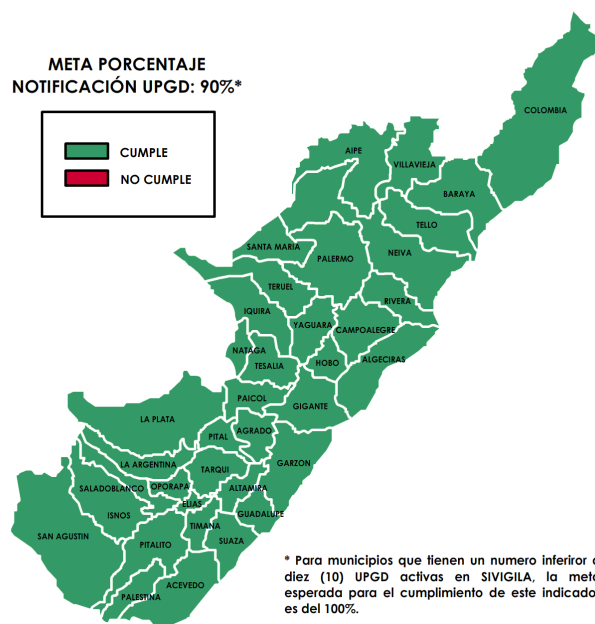 META PORCENTAJE
NOTIFICACIÓN UPGD: 90%*
CUMPLE
NO CUMPLE
COLOMBIA
AIPE
VILLAVIEJA
BARAYA
TELLO
SANTA MARIA
PALERMO
NEIVA
TERUEL
RIVERA
IQUIRA
YAGUARA
CAMPOALEGRE
NATAGA
TESALIA
HOBO
ALGECIRAS
PAICOL
GIGANTE
LA PLATA
PITAL
AGRADO
LA ARGENTINA
TARQUI
GARZON
SALADOBLANCO
OPORAPA
ALTAMIRA
ELIAS
ISNOS
GUADALUPE
SAN AGUSTIN
TIMANA
PITALITO
SUAZA
ACEVEDO
PALESTINA
* Para municipios que tienen un numero inferiror a
diez (10) UPGD activas en SIVIGILA, la meta
esperada para el cumplimiento de este indicado
es del 100%.